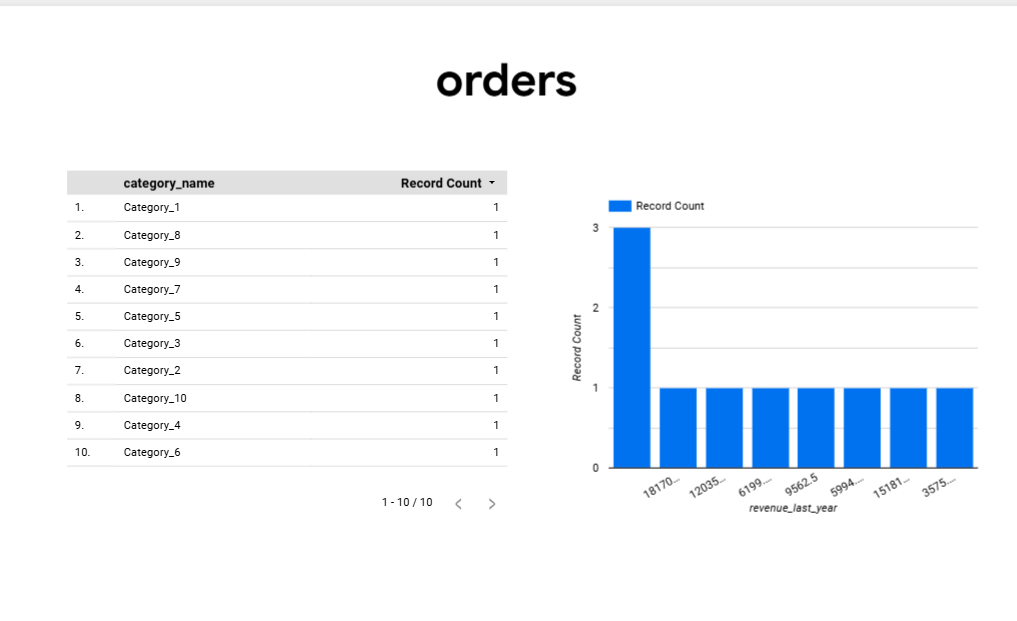 orders
category_name Record Count
1. Category_1 1
2. Category_8 1
3. Category_9 1
4. Category_7 1
5. Category_5 1
6. Category_3 1
7. Category_2 1
8. Category_10 1
9. Category_4 1
10. Category_6 1
1 - 10 / 10
Record Count
3
2
1
0
Record Count
18170... 12035... 6199... 9562.5 5994... 15181... 3575...
revenue_last_year